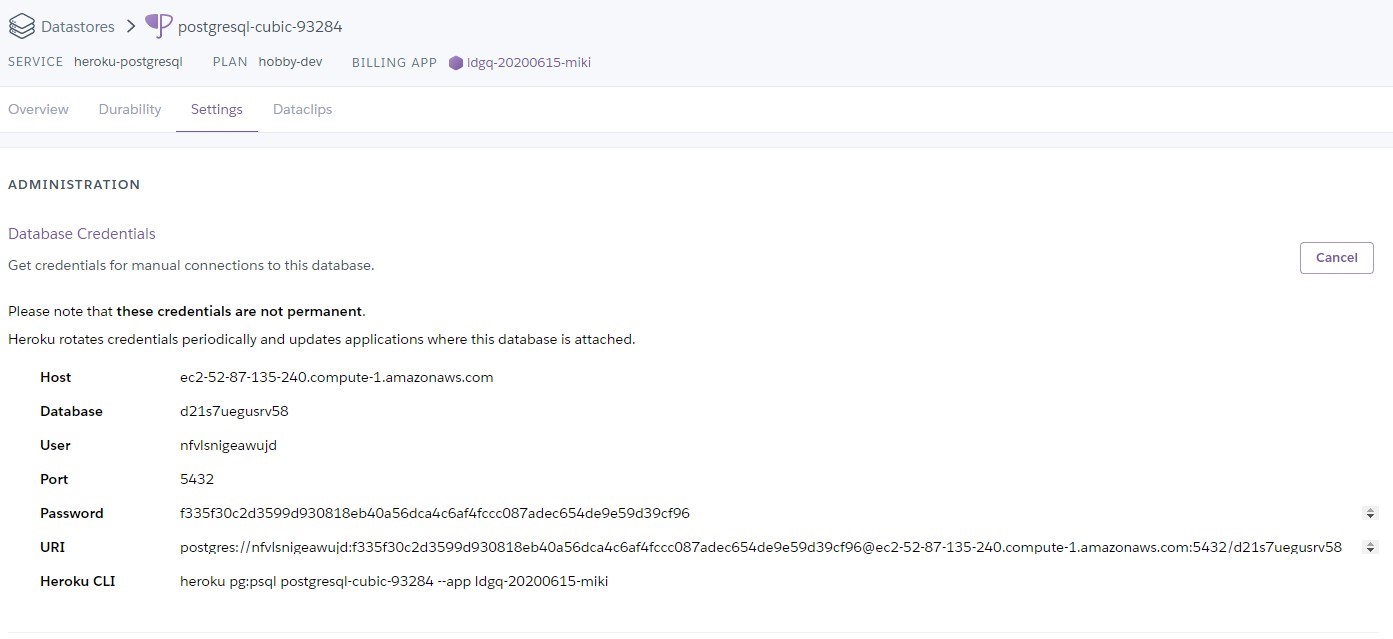 Datastores > postgresql-cubic-93284
SERVICE heroku-postgresql PLAN hobby-dev BILLING APP ldgq-20200615-miki
Overview Durability Settings Dataclips
ADMINISTRATION
Database Credentials
Get credentials for manual connections to this database.
Cancel
Please note that these credentials are not permanent.
Heroku rotates credentials periodically and updates applications where this database is attached.
Host ec2-52-87-135-240.compute-1.amazonaws.com
Database d21s7uegusrv58
User nfvlsnigeawujd
Port 5432
Password f335f30c2d3599d930818eb40a56dca4c6af4fccc087adec654de9e59d39cf96
URI postgres://nfvlsnigeawujd:f335f30c2d3599d930818eb40a56dca4c6af4fccc087adec654de9e59d39cf96@ec2-52-87-135-240.compute-1.amazonaws.com:5432/d21s7uegusrv58
Heroku CLI heroku pg:psql postgresql-cubic-93284 --app ldgq-20200615-miki